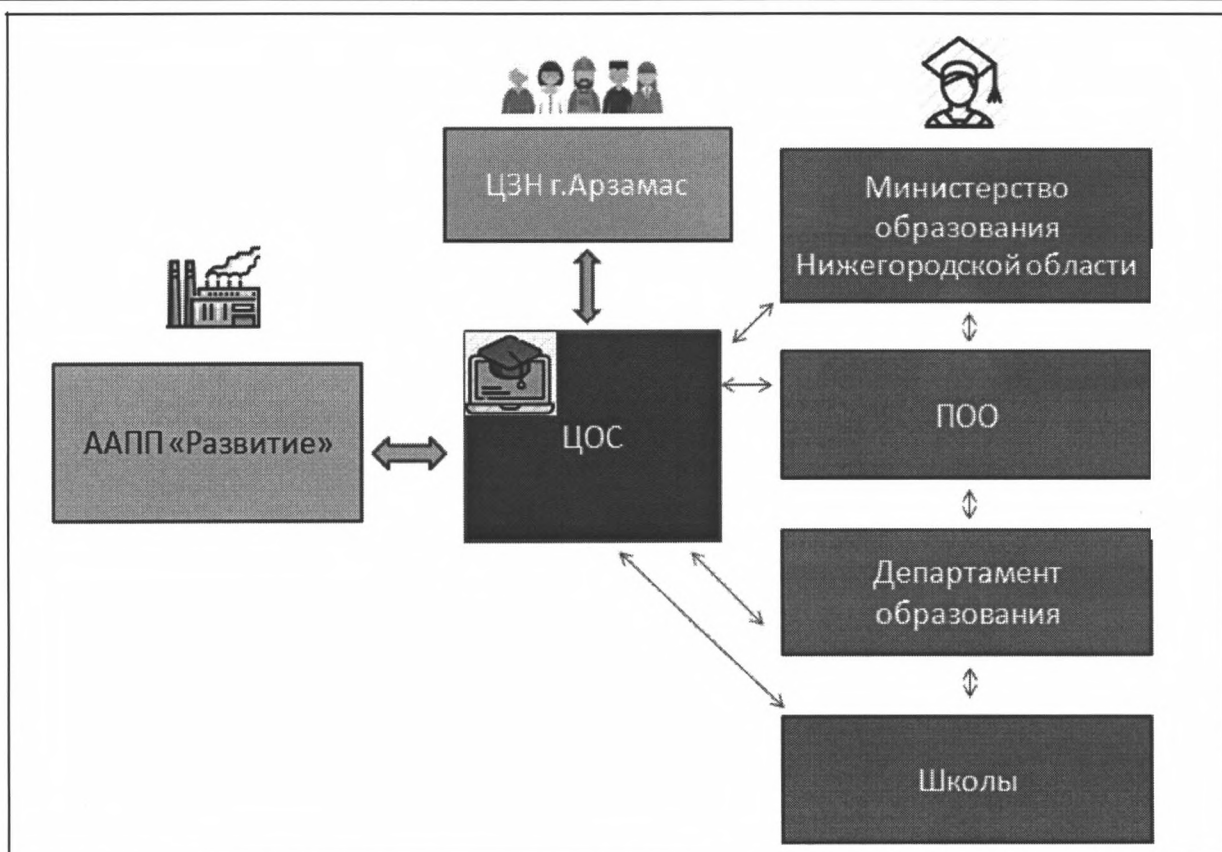 ЦЗН г.Арзамас
Министерство
образования
Нижегородской области
ААПП «Развитие»
ЦОС
ПОО
Департамент
образования
Школы